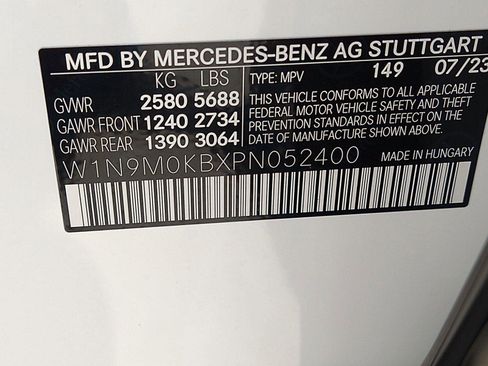 MFD BY MERCEDES-BENZ AG STUTTGART
KG LBS TYPE: MPV 149 07/23
GVWR 2580 5688
GAWR FRONT 1240 2734
GAWR REAR 1390 3064
THIS VEHICLE CONFORMS TO ALL APPLICABLE
FEDERAL MOTOR VEHICLE SAFETY AND THEFT
PREVENTION STANDARDS IN EFFECT ON THE
DATE OF MANUFACTURE SHOWN ABOVE.
W1N9M0KBXPN052400 MADE IN HUNGARY